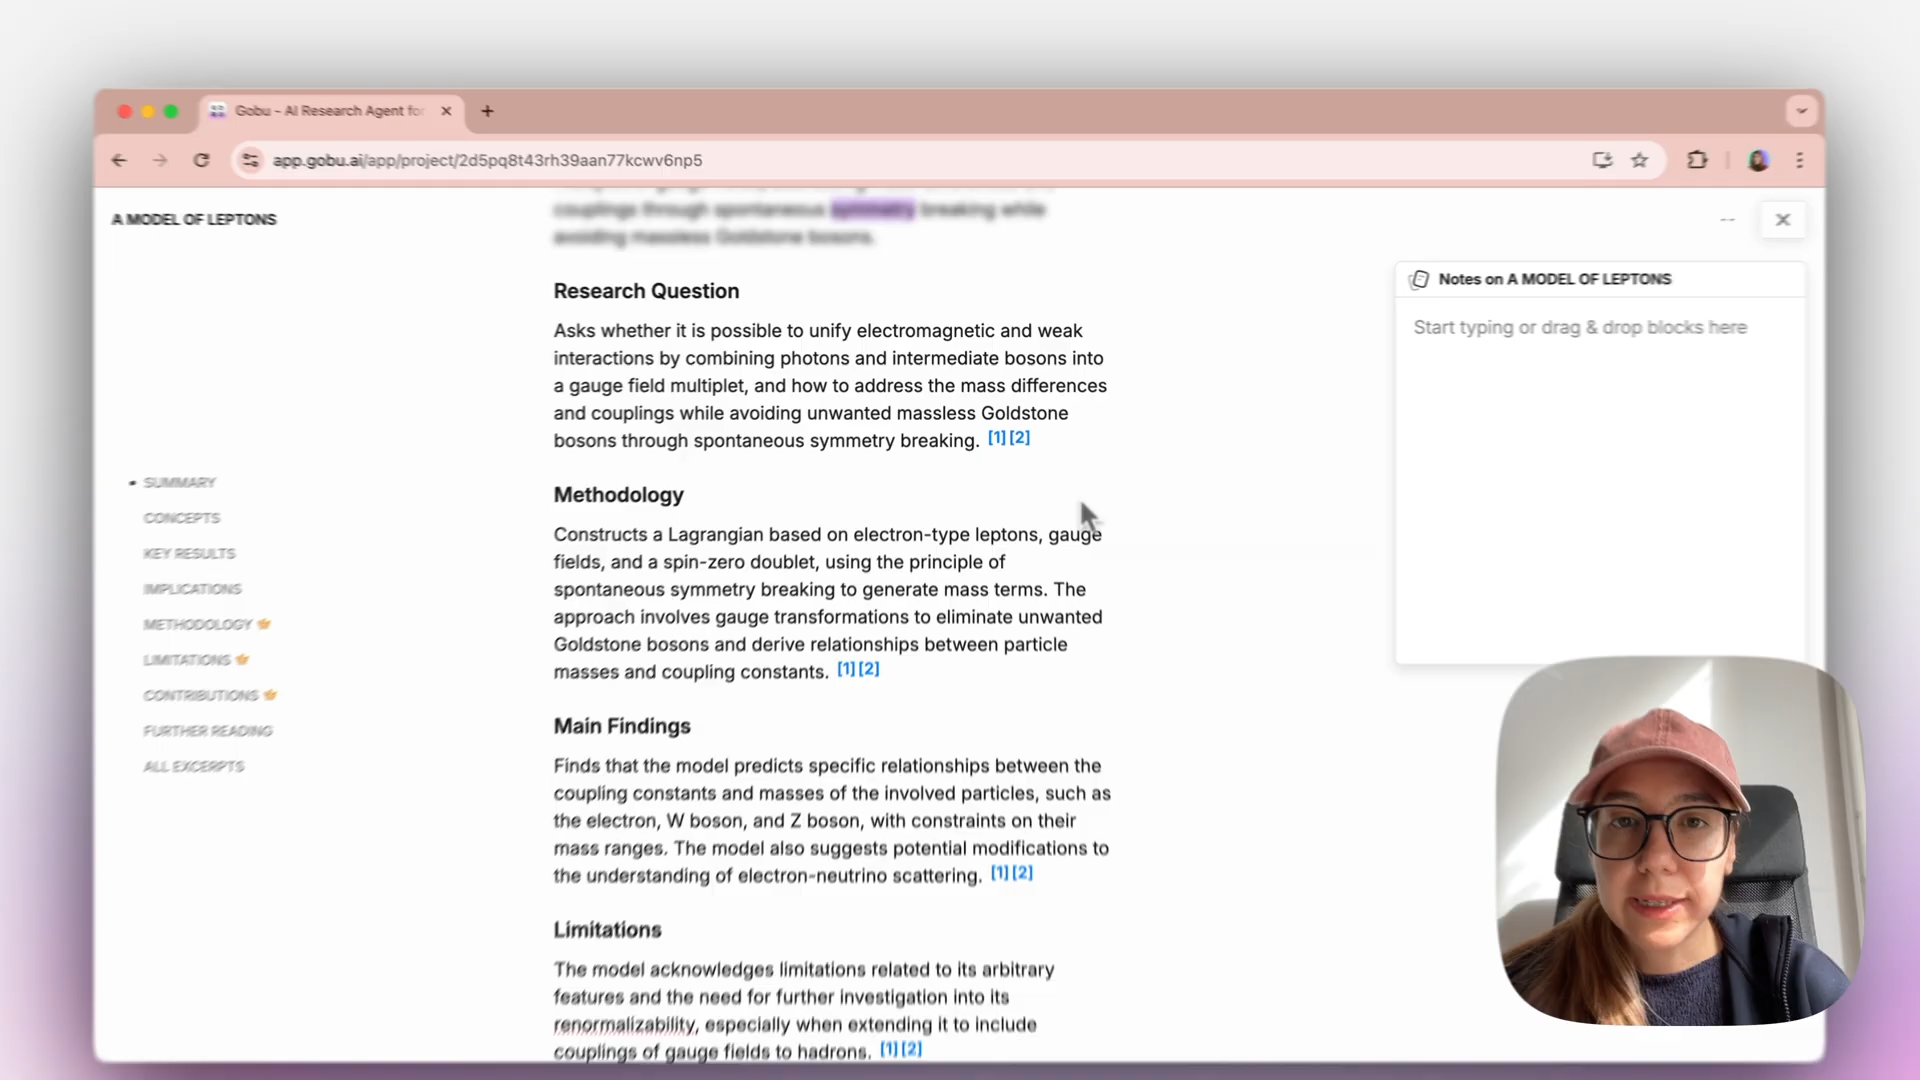 Gobu - AI Research Agent for
app.gobu.ai/app/project/2d5pq8t43rh39aan77kcwv6np5
A MODEL OF LEPTONS
couplings through spontaneous symmetry breaking while
avoiding massless Goldstone bosons.
Research Question
Asks whether it is possible to unify electromagnetic and weak
interactions by combining photons and intermediate bosons into
a gauge field multiplet, and how to address the mass differences
and couplings while avoiding unwanted massless Goldstone
bosons through spontaneous symmetry breaking. [1][2]
Methodology
Constructs a Lagrangian based on electron-type leptons, gauge
fields, and a spin-zero doublet, using the principle of
spontaneous symmetry breaking to generate mass terms. The
approach involves gauge transformations to eliminate unwanted
Goldstone bosons and derive relationships between particle
masses and coupling constants. [1][2]
Main Findings
Finds that the model predicts specific relationships between the
coupling constants and masses of the involved particles, such as
the electron, W boson, and Z boson, with constraints on their
mass ranges. The model also suggests potential modifications to
the understanding of electron-neutrino scattering. [1][2]
Limitations
The model acknowledges limitations related to its arbitrary
features and the need for further investigation into its
renormalizability, especially when extending it to include
couplings of gauge fields to hadrons. [1][2]
SUMMARY
CONCEPTS
KEY RESULTS
IMPLICATIONS
METHODOLOGY
LIMITATIONS
CONTRIBUTIONS
FURTHER READING
ALL EXCERPTS
Notes on A MODEL OF LEPTONS
Start typing or drag & drop blocks here